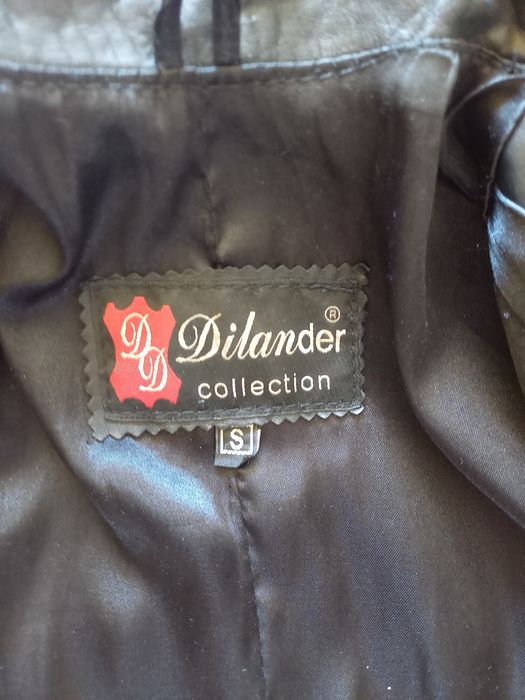 DD Dilander ®
collection
S